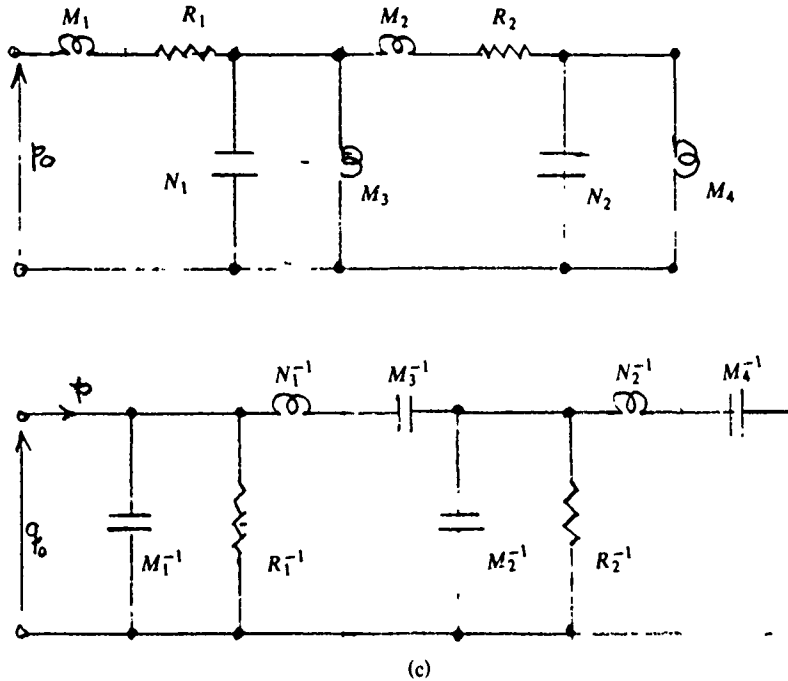 M₁ R₁ M₂ R₂
p₀ N₁ M₃ N₂ M₄
N₁⁻¹ M₃⁻¹ N₂⁻¹ M₄⁻¹
p
q₀ M₁⁻¹ R₁⁻¹ M₂⁻¹ R₂⁻¹
(c)